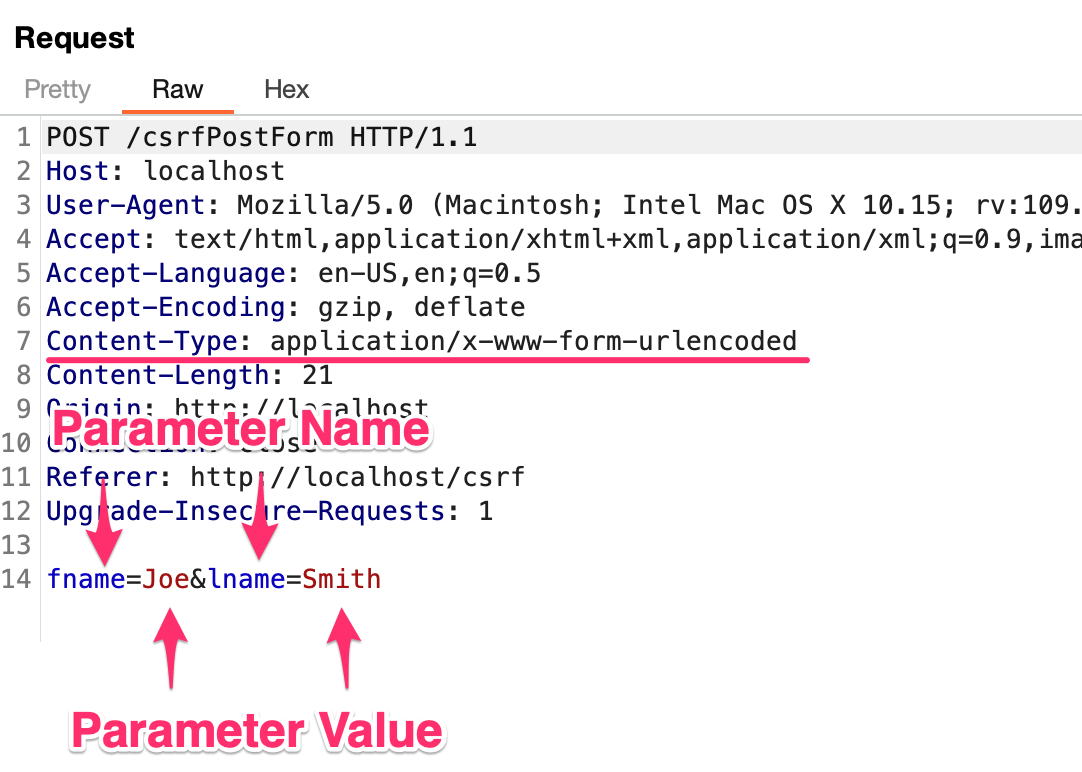 Request
Pretty Raw Hex
1 POST /csrfPostForm HTTP/1.1
2 Host: localhost
3 User-Agent: Mozilla/5.0 (Macintosh; Intel Mac OS X 10.15; rv:109.
4 Accept: text/html,application/xhtml+xml,application/xml;q=0.9,ima
5 Accept-Language: en-US,en;q=0.5
6 Accept-Encoding: gzip, deflate
7 Content-Type: application/x-www-form-urlencoded
8 Content-Length: 21
9 Origin: http://localhost
Parameter Name
10 Connection: close
11 Referer: http://localhost/csrf
12 Upgrade-Insecure-Requests: 1
13
14 fname=Joe&lname=Smith
Parameter Value